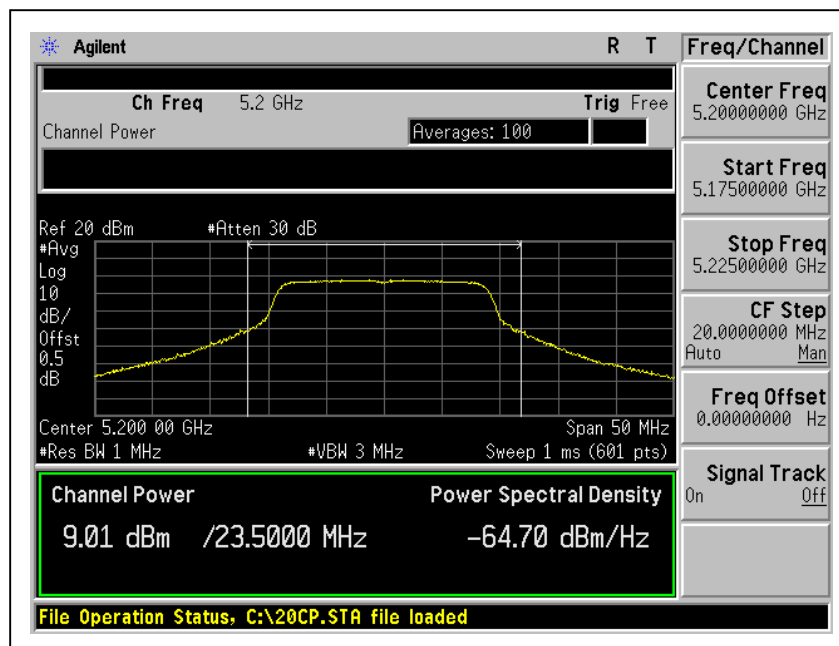 Agilent R T Freq/Channel
Ch Freq 5.2 GHz Trig Free
Channel Power Averages: 100
Center Freq
5.20000000 GHz
Start Freq
5.17500000 GHz
Stop Freq
5.22500000 GHz
CF Step
20.0000000 MHz
Auto Man
Freq Offset
0.00000000 Hz
Signal Track
On Off
Ref 20 dBm #Atten 30 dB
#Avg
Log
10
dB/
Offst
0.5
dB
Center 5.200 00 GHz Span 50 MHz
#Res BW 1 MHz #VBW 3 MHz Sweep 1 ms (601 pts)
Channel Power Power Spectral Density
9.01 dBm /23.5000 MHz -64.70 dBm/Hz
File Operation Status, C:\20CP.STA file loaded